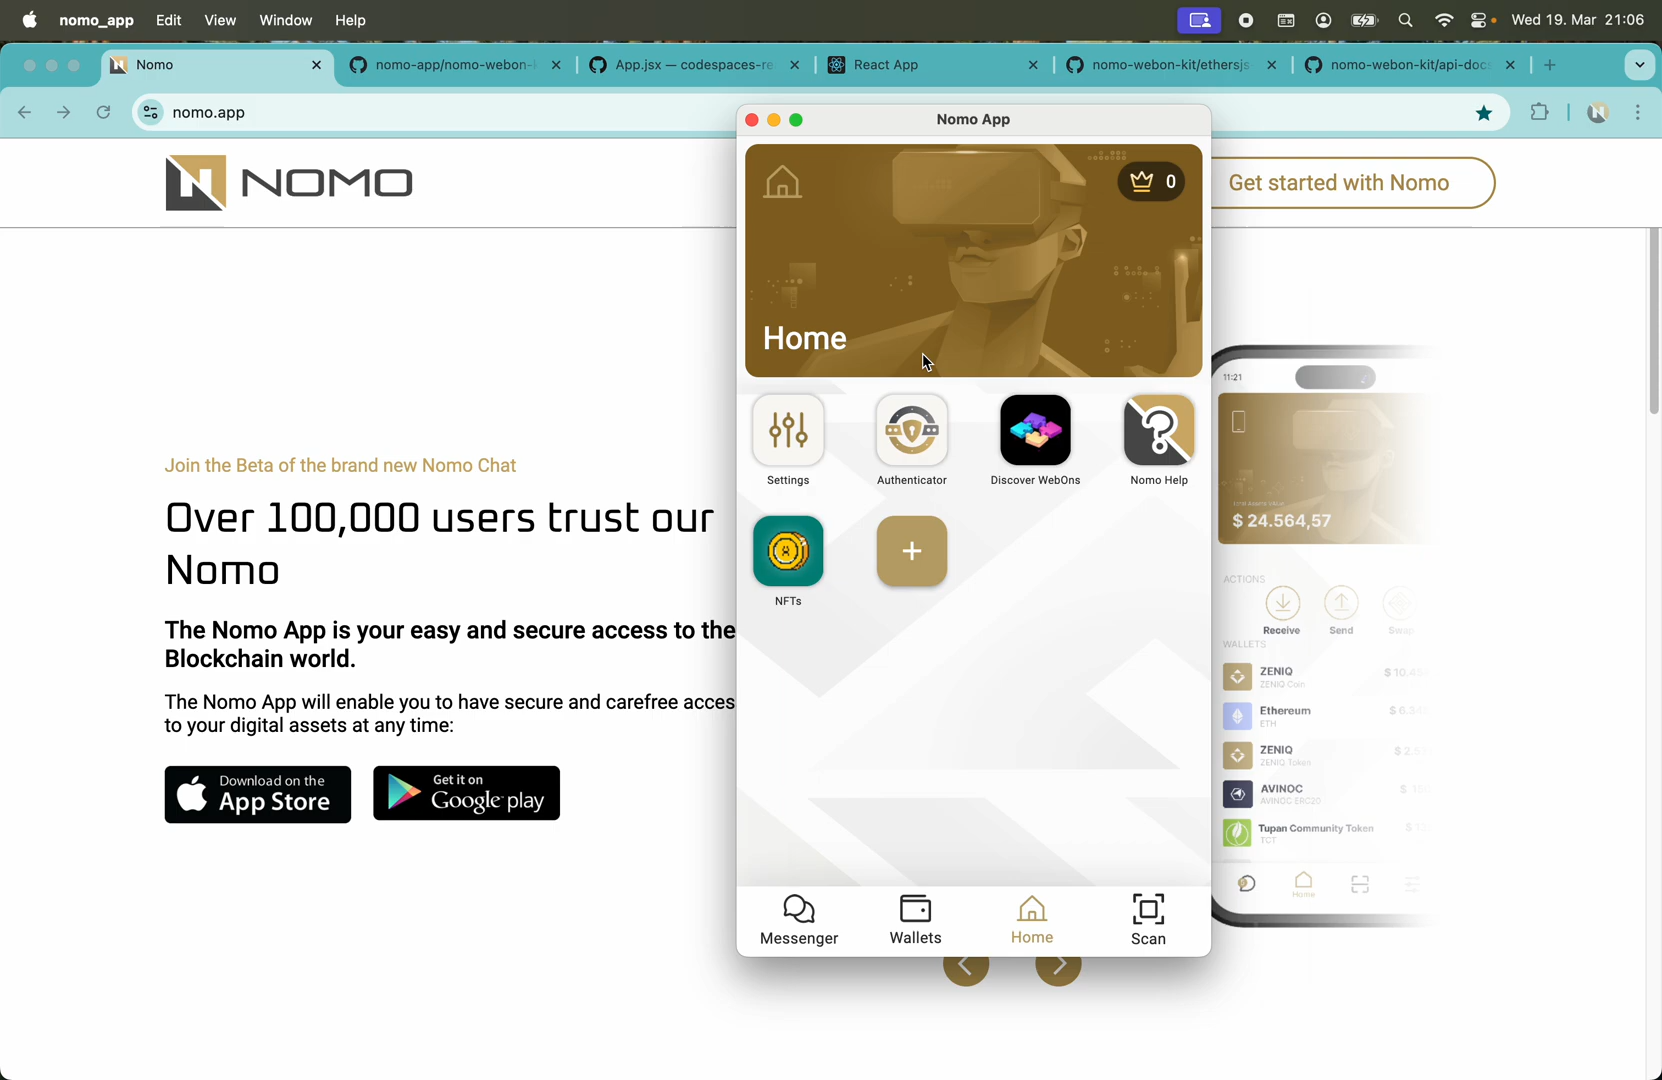 nomo_app Edit View Window Help
Wed 19. Mar 21:06
Nomo
nomo-app/nomo-webon-
App.jsx — codespaces-re
React App
nomo-webon-kit/ethersjs
nomo-webon-kit/api-doc
nomo.app
NOMO
Get started with Nomo
Join the Beta of the brand new Nomo Chat
Over 100,000 users trust our
Nomo
The Nomo App is your easy and secure access to the
Blockchain world.
The Nomo App will enable you to have secure and carefree acces
to your digital assets at any time:
Download on the
App Store
Get it on
Google play
Nomo App
0
Home
Settings
Authenticator
Discover WebOns
Nomo Help
NFTs
Messenger
Wallets
Home
Scan
11:21
$ 24.564,57
ACTIONS
Receive
Send
Swap
WALLETS
ZENIQ
ZENIQ Coin
Ethereum
ETH
ZENIQ
ZENIQ Token
AVINOC
AVINOC ERC20
Tupan Community Token
TCT
Home